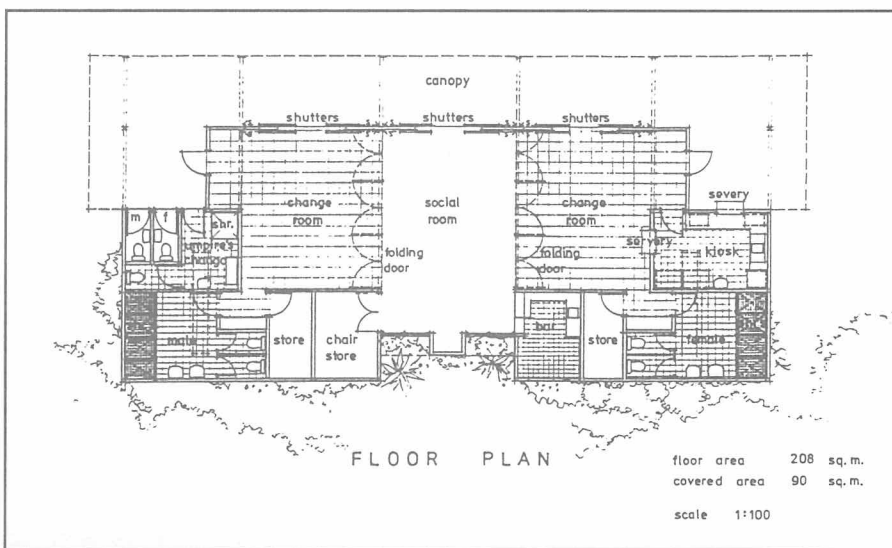 canopy
shutters shutters shutters
severy
m f shr.
change room
social room
change room
umpire's change
servery
kiosk
folding door
folding door
male
store
chair store
bar
store
female
FLOOR PLAN
floor area 208 sq.m.
covered area 90 sq.m.
scale 1:100